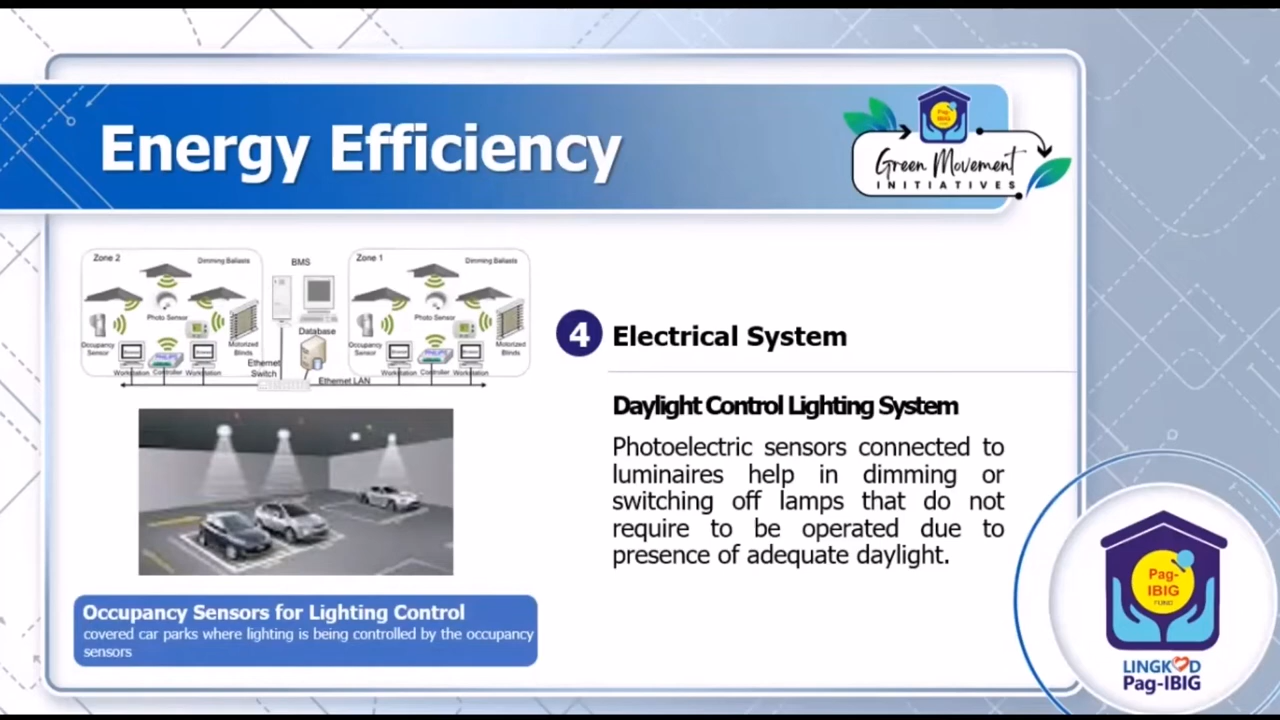 Energy Efficiency
Pag-IBIG
Green Movement
INITIATIVES
Zone 2
Dimming Ballasts
BMS
Zone 1
Dimming Ballasts
Photo Sensor
Photo Sensor
Database
Occupancy Sensor
Motorized Blinds
Occupancy Sensor
Motorized Blinds
Ethernet Switch
Workstation
Controller
Workstation
Ethernet LAN
Workstation
Controller
Workstation
4 Electrical System
Daylight Control Lighting System
Photoelectric sensors connected to
luminaires help in dimming or
switching off lamps that do not
require to be operated due to
presence of adequate daylight.
Occupancy Sensors for Lighting Control
covered car parks where lighting is being controlled by the occupancy
sensors
Pag-
IBIG
FUND
LINGKOD
Pag-IBIG